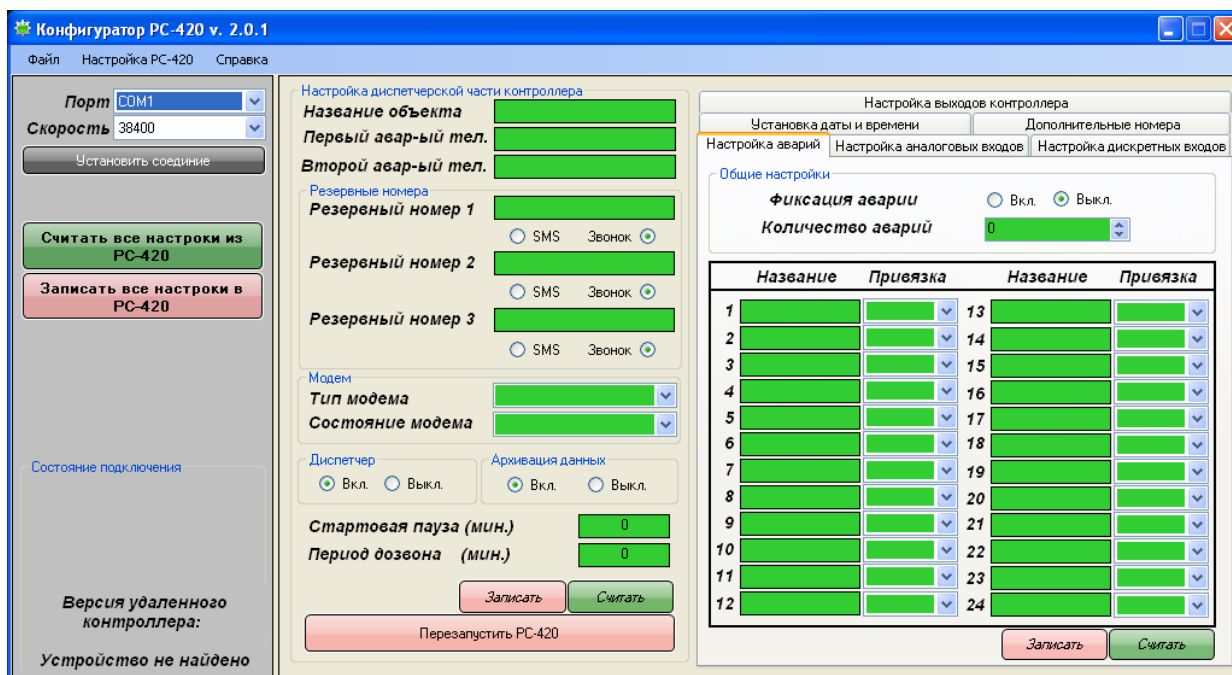 Конфигуратор РС-420 v. 2.0.1
Файл Настройка РС-420 Справка
Порт COM1
Скорость 38400
Установить соединие
Считать все настроки из
РС-420
Записать все настроки в
РС-420
Состояние подключения
Версия удаленного
контроллера:
Устройство не найдено
Настройка диспетчерской части контроллера
Название объекта
Первый авар-ый тел.
Второй авар-ый тел.
Резервные номера
Резервный номер 1
SMS Звонок
Резервный номер 2
SMS Звонок
Резервный номер 3
SMS Звонок
Модем
Тип модема
Состояние модема
Диспетчер Архивация данных
Вкл. Выкл. Вкл. Выкл.
Стартовая пауза (мин.) 0
Период дозвона (мин.) 0
Записать Считать
Перезапустить РС-420
Настройка выходов контроллера
Установка даты и времени Дополнительные номера
Настройка аварий Настройка аналоговых входов Настройка дискретных входов
Общие настройки
Фиксация аварии Вкл. Выкл.
Количество аварий 0
Название Привязка Название Привязка
1 13
2 14
3 15
4 16
5 17
6 18
7 19
8 20
9 21
10 22
11 23
12 24
Записать Считать